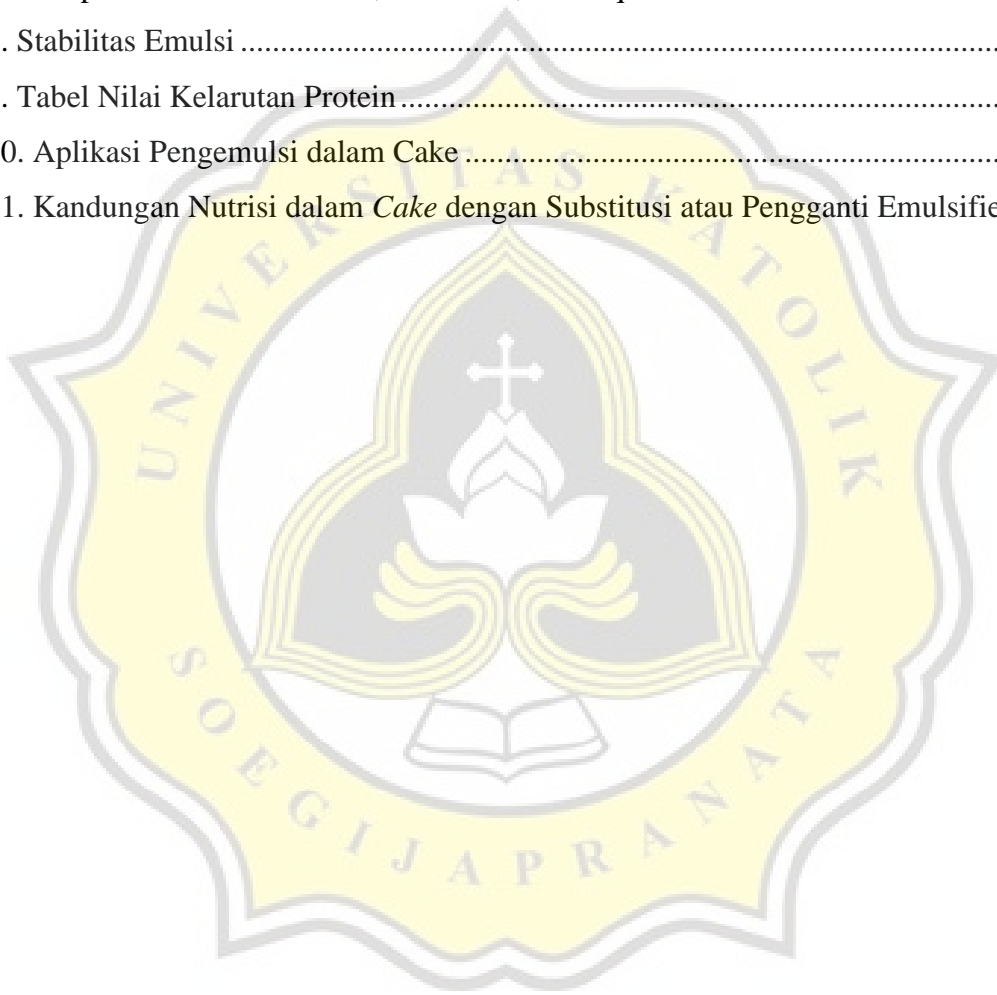 . Stabilitas Emulsi ........................................................................................................................
. Tabel Nilai Kelarutan Protein ........................................................................................................................
0. Aplikasi Pengemulsi dalam Cake ........................................................................................................................
1. Kandungan Nutrisi dalam Cake dengan Substitusi atau Pengganti Emulsifie
UNIVERSITAS KATOLIK
SOEGIJAPRANATA